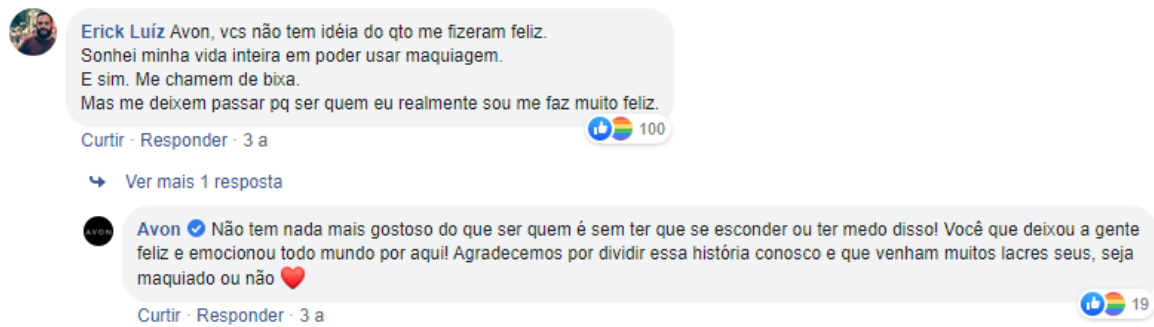 Erick Luíz Avon, vcs não tem idéia do qto me fizeram feliz.
Sonhei minha vida inteira em poder usar maquiagem.
E sim. Me chamem de bixa.
Mas me deixem passar pq ser quem eu realmente sou me faz muito feliz.
100
Curtir · Responder · 3 a
Ver mais 1 resposta
AVON
Avon Não tem nada mais gostoso do que ser quem é sem ter que se esconder ou ter medo disso! Você que deixou a gente
feliz e emocionou todo mundo por aqui! Agradecemos por dividir essa história conosco e que venham muitos lacres seus, seja
maquiado ou não ❤️
19
Curtir · Responder · 3 a